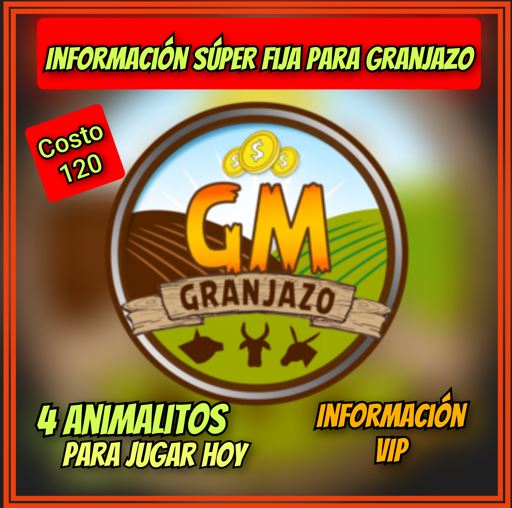 INFORMACIÓN SÚPER FIJA PARA GRANJAZO
Costo
120
$ $ $
GM
GRANJAZO
4 ANIMALITOS
PARA JUGAR HOY
INFORMACIÓN
VIP